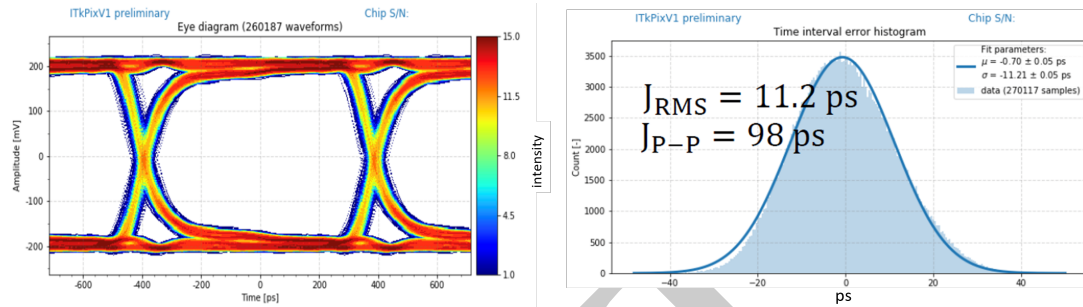 ITkPixV1 preliminary
Chip S/N:
Eye diagram (260187 waveforms)
Amplitude [mV]
200
100
0
-100
-200
-600
-400
-200
0
200
400
600
Time [ps]
15.0
11.5
8.0
4.5
1.0
intensity
ITkPixV1 preliminary
Chip S/N:
Time interval error histogram
Count [-]
3500
3000
2500
2000
1500
1000
500
0
−40
−20
0
20
40
ps
JRMS = 11.2 ps
JP−P = 98 ps
Fit parameters:
μ = -0.70 ± 0.05 ps
σ = -11.21 ± 0.05 ps
data (270117 samples)